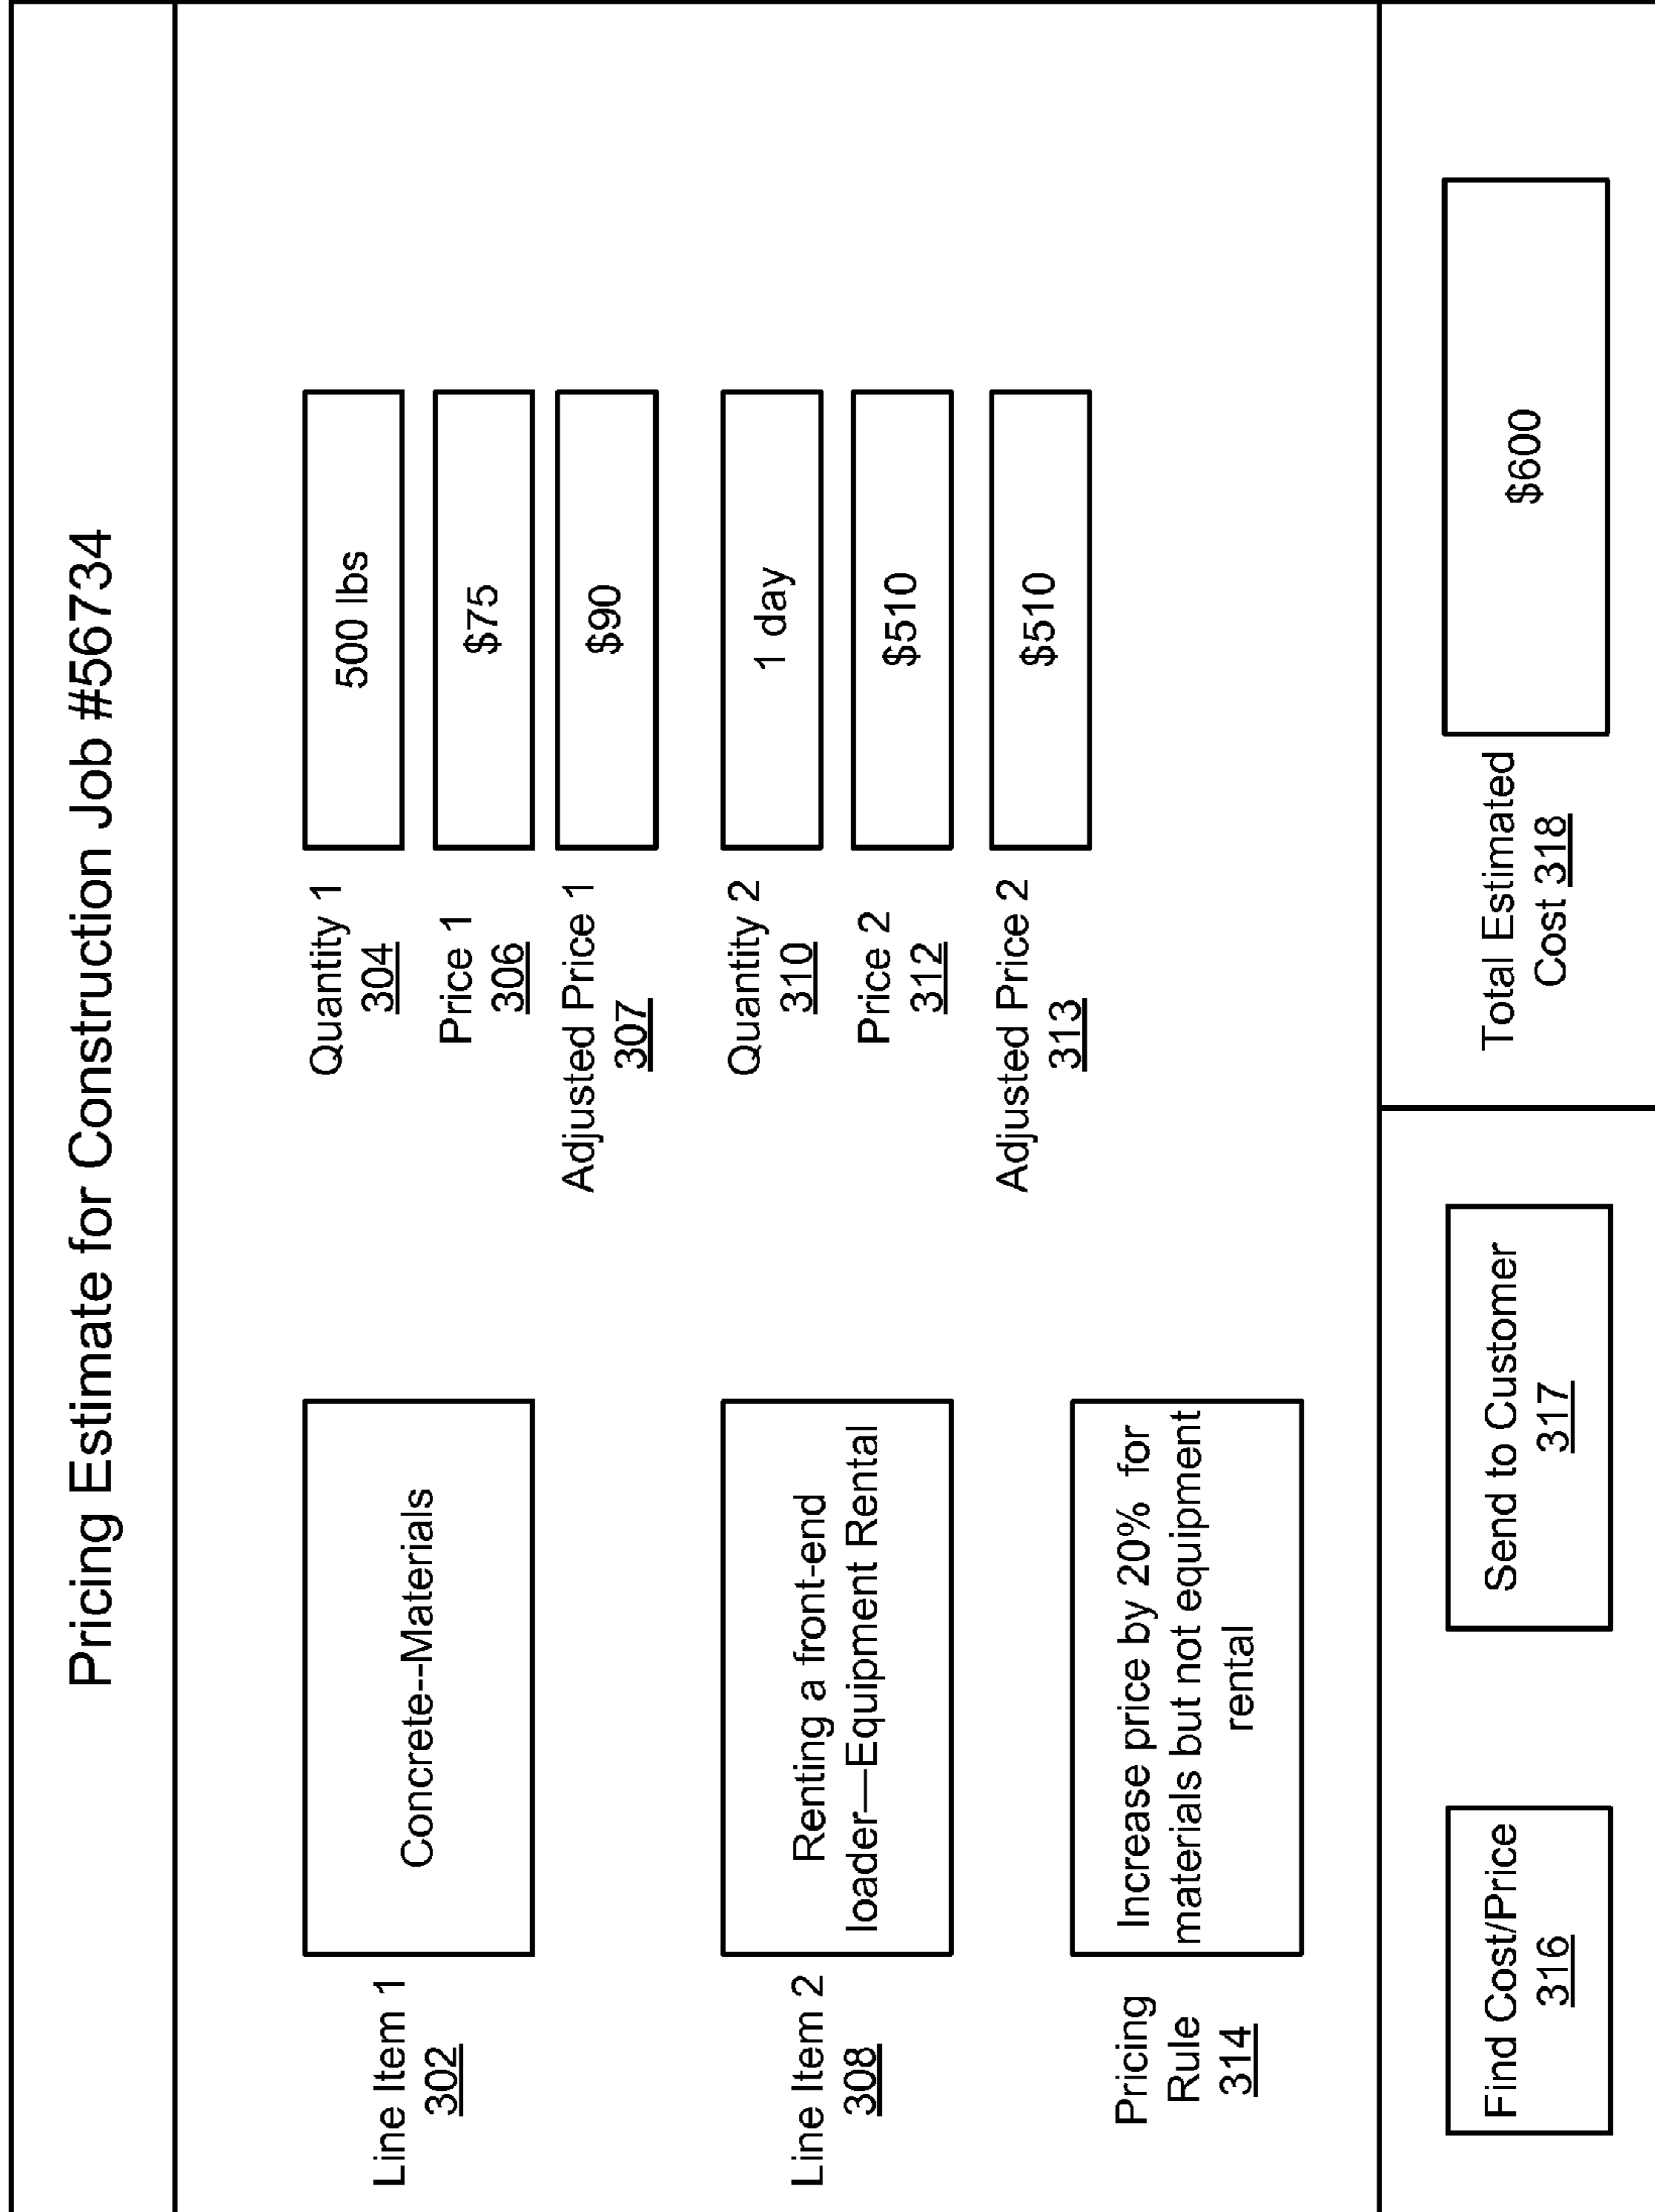 Pricing Estimate for Construction Job #56734
Line Item 1
302
Concrete--Materials
Quantity 1
304
500 lbs
Price 1
306
$75
Adjusted Price 1
307
$90
Line Item 2
308
Renting a front-end
loader—Equipment Rental
Quantity 2
310
1 day
Price 2
312
$510
Adjusted Price 2
313
$510
Pricing
Rule
314
Increase price by 20% for
materials but not equipment
rental
Find Cost/Price
316
Send to Customer
317
Total Estimated
Cost 318
$600